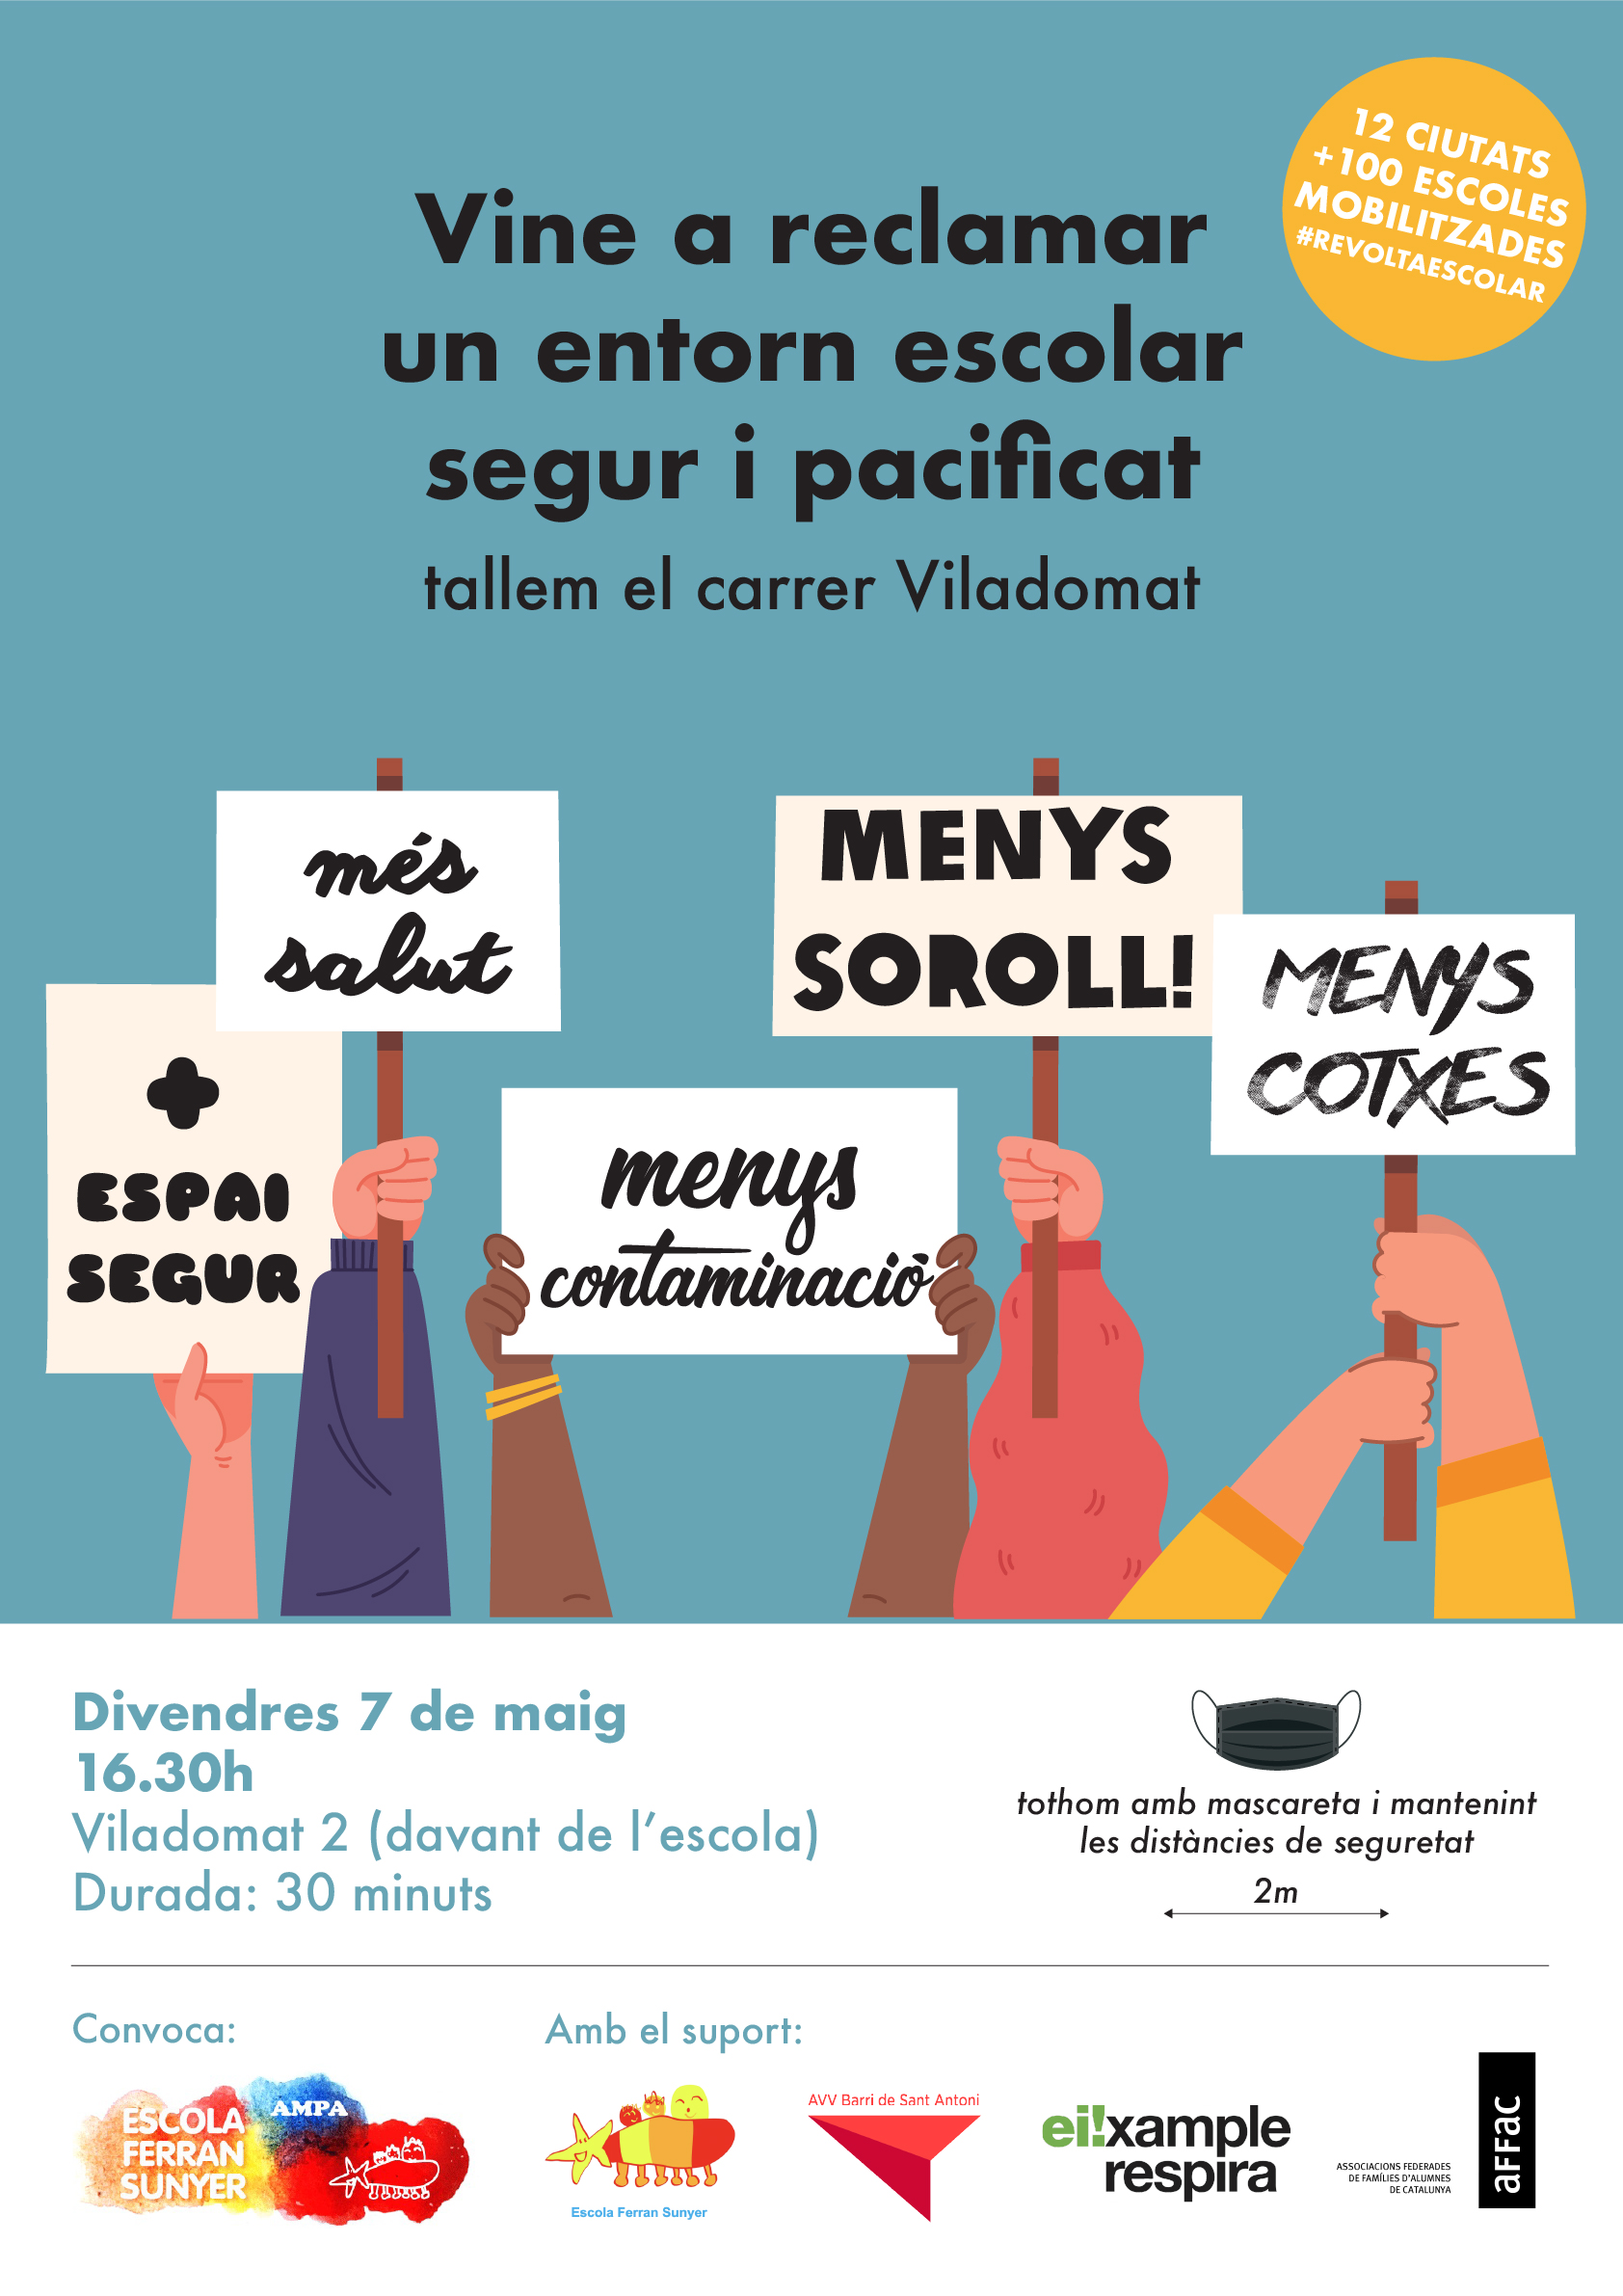 12 CIUTATS
+100 ESCOLES
MOBILITZADES
#REVOLTAESCOLAR
Vine a reclamar
un entorn escolar
segur i pacificat
tallem el carrer Viladomat
més
salut
MENYS
SOROLL!
MENYS
COTXES
+
ESPAI
SEGUR
menys
contaminaciò
Divendres 7 de maig
16.30h
Viladomat 2 (davant de l’escola)
Durada: 30 minuts
tothom amb mascareta i mantenint
les distàncies de seguretat
2m
Convoca:
ESCOLA
FERRAN
SUNYER
AMPA
Amb el suport:
Escola Ferran Sunyer
AVV Barri de Sant Antoni
ei!xample
respira
ASSOCIACIONS FEDERADES
DE FAMÍLIES D'ALUMNES
DE CATALUNYA
aFFaC